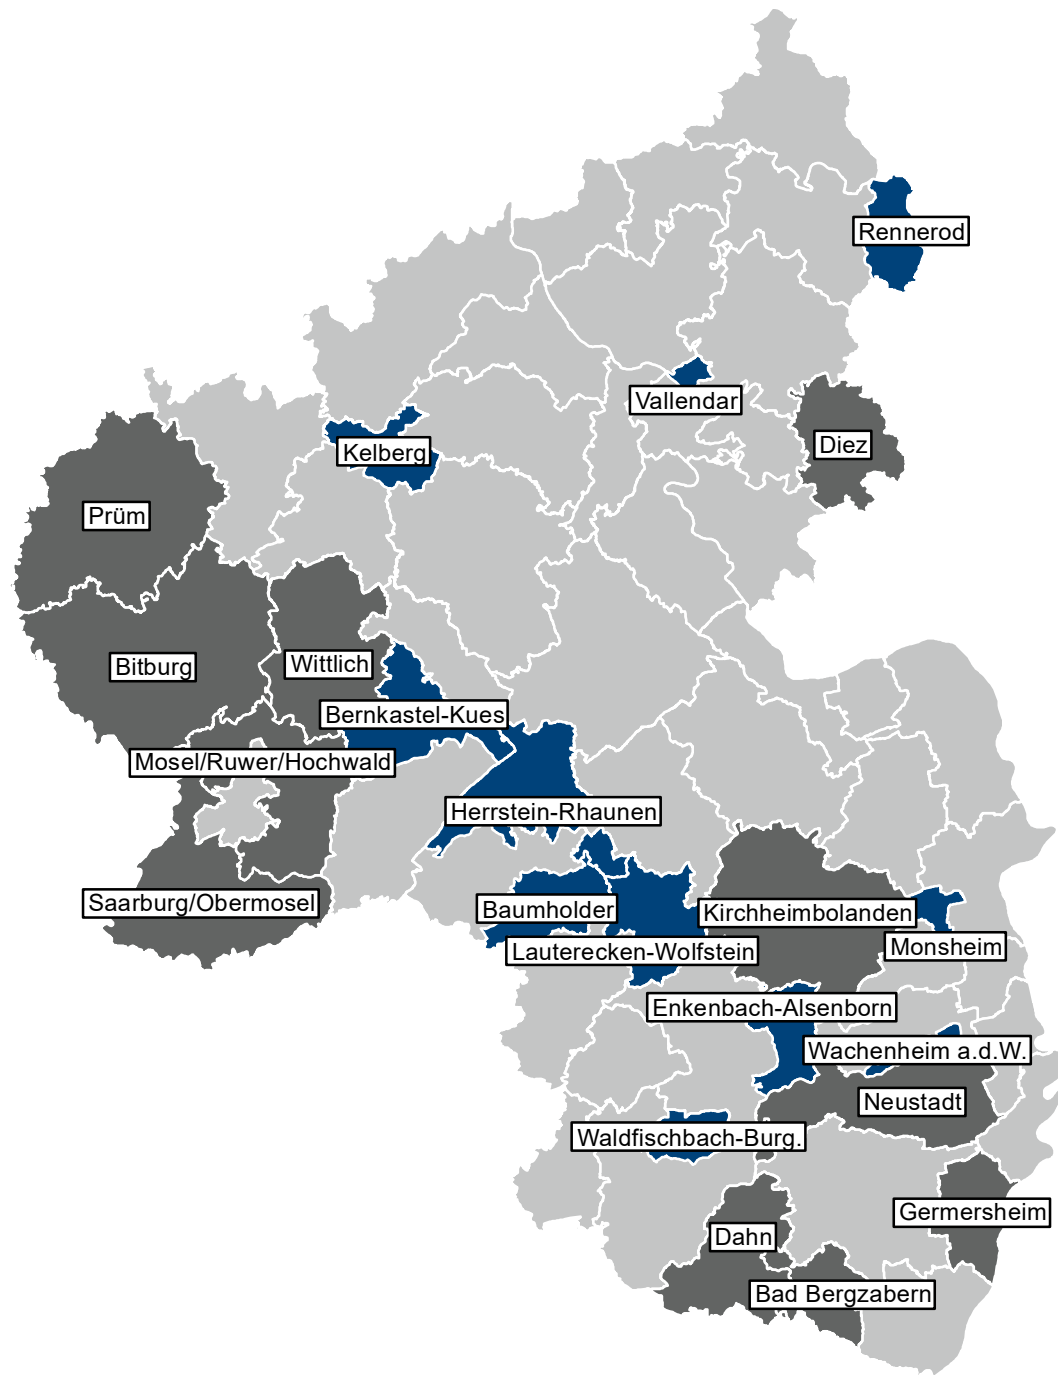 Rennerod
Vallendar
Diez
Kelberg
Prüm
Bitburg
Wittlich
Bernkastel-Kues
Mosel/Ruwer/Hochwald
Herrstein-Rhaunen
Saarburg/Obermosel
Baumholder
Kirchheimbolanden
Monsheim
Lauterecken-Wolfstein
Enkenbach-Alsenborn
Wachenheim a.d.W.
Neustadt
Waldfischbach-Burg.
Germersheim
Dahn
Bad Bergzabern